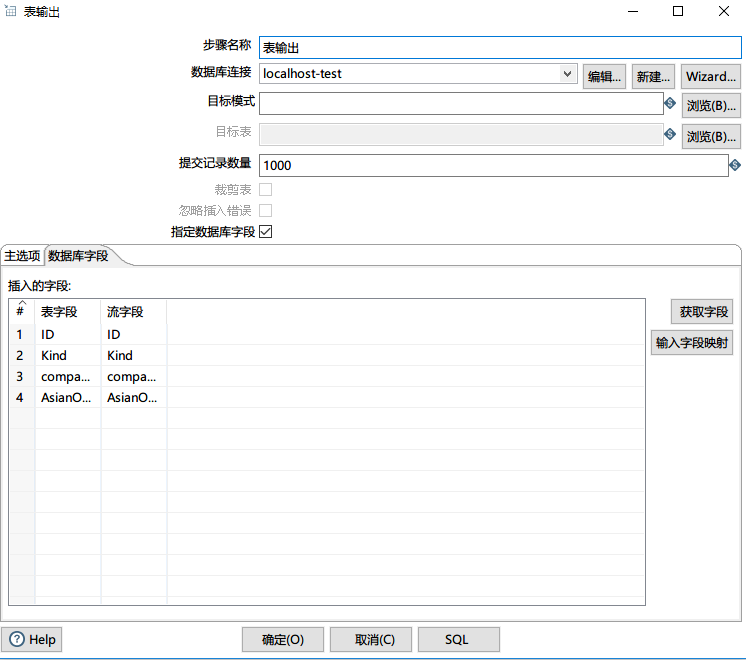 表输出
步骤名称 表输出
数据库连接 localhost-test 编辑... 新建... Wizard...
目标模式 浏览(B)...
目标表 浏览(B)...
提交记录数量 1000
裁剪表
忽略插入错误
指定数据库字段
主选项 数据库字段
插入的字段:
# 表字段 流字段 获取字段
1 ID ID
2 Kind Kind 输入字段映射
3 compa... compa...
4 AsianO... AsianO...
Help 确定(O) 取消(C) SQL